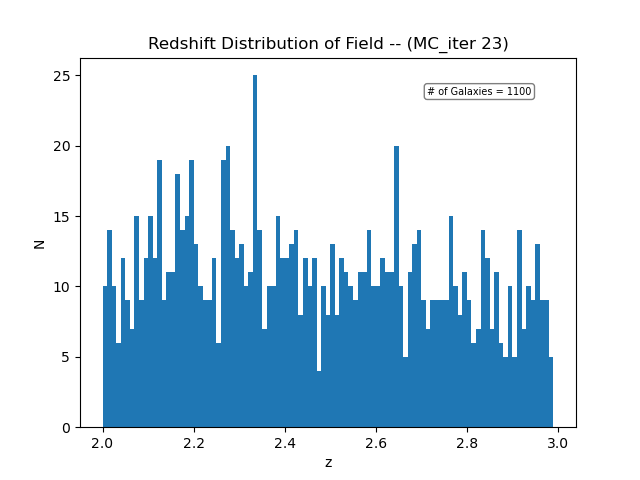 Redshift Distribution of Field -- (MC_iter 23)
# of Galaxies = 1100
25
20
15
10
5
0
N
2.0 2.2 2.4 2.6 2.8 3.0
z